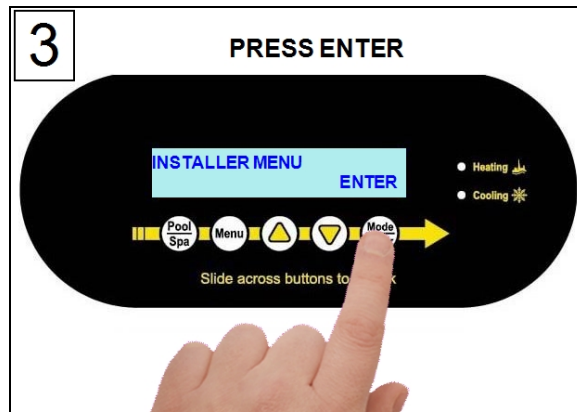 3
PRESS ENTER
INSTALLER MENU
ENTER
Heating
Cooling
Pool
Spa
Menu
Mode
Slide across buttons to